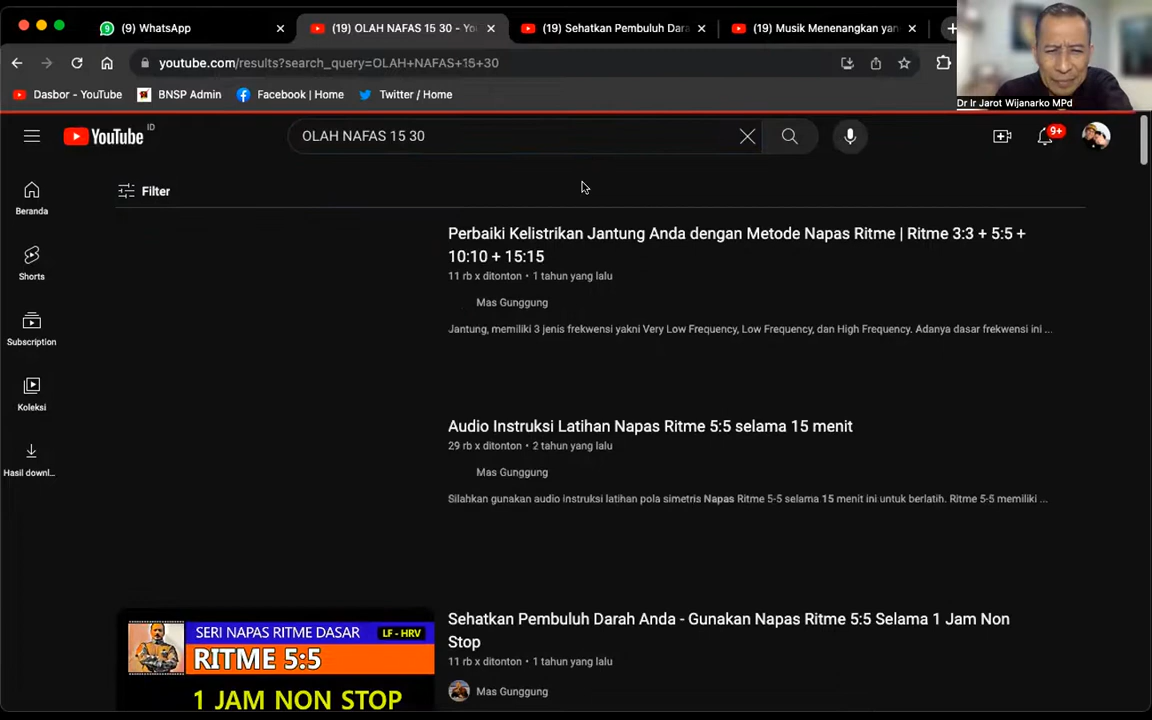 (9) WhatsApp
(19) OLAH NAFAS 15 30 - Yo
(19) Sehatkan Pembuluh Dara
(19) Musik Menenangkan yan
youtube.com/results?search_query=OLAH+NAFAS+15+30
Dasbor - YouTube
BNSP Admin
Facebook | Home
Twitter / Home
Dr Ir Jarot Wijanarko MPd
YouTube ID
OLAH NAFAS 15 30
9+
Filter
Beranda
Shorts
Subscription
Koleksi
Hasil downl...
Perbaiki Kelistrikan Jantung Anda dengan Metode Napas Ritme | Ritme 3:3 + 5:5 +
10:10 + 15:15
11 rb x ditonton • 1 tahun yang lalu
Mas Gunggung
Jantung, memiliki 3 jenis frekwensi yakni Very Low Frequency, Low Frequency, dan High Frequency. Adanya dasar frekwensi ini ...
Audio Instruksi Latihan Napas Ritme 5:5 selama 15 menit
29 rb x ditonton • 2 tahun yang lalu
Mas Gunggung
Silahkan gunakan audio instruksi latihan pola simetris Napas Ritme 5-5 selama 15 menit ini untuk berlatih. Ritme 5-5 memiliki ...
SERI NAPAS RITME DASAR
LF - HRV
RITME 5:5
1 JAM NON STOP
Sehatkan Pembuluh Darah Anda - Gunakan Napas Ritme 5:5 Selama 1 Jam Non
Stop
11 rb x ditonton • 1 tahun yang lalu
Mas Gunggung